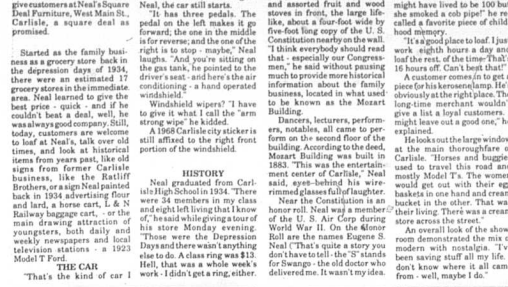 give customers at Neal's Square
Deal Furniture, West Main St.,
Carlisle, a square deal as
promised.
Started as the family busi-
ness as a grocery store back in
the depression days of 1934,
there were an estimated 17
grocery stores in the immediate
area. Neal learned to give the
best price - quick - and if he
couldn't beat a deal, well, he
was always good company. Still,
today, customers are welcome
to loaf at Neal's, talk over old
times, and look at historical
items from years past, like old
signs from former Carlisle
business, like the Ratliff
Brothers, or a sign Neal painted
back in 1934 advertising flour
and lard, a horse cart, L & N
Railway baggage cart, - or the
main drawing attraction of
youngsters, both daily and
weekly newspapers and local
television stations - a 1923
Model T Ford.
THE CAR
"That's the kind of car I
Neal, the car still starts.
"It has three pedals. The
pedal on the left makes it go
forward; the one in the middle
is for reverse; and the one of the
right is to stop - maybe," Neal
laughs. "And you're sitting on
the gas tank," he pointed to the
driver's seat - and here's the air
conditioning - a hand operated
windshield."
Windshield wipers? "I have
to give it what I call the "arm
strong wipe" he kidded.
A 1968 Carlisle city sticker is
still affixed to the right front
portion of the windshield.
HISTORY
Neal graduated from Carl-
isle High School in 1934. "There
were 34 members in my class
and eight left living that I know
of," he said while giving a tour of
his store Monday evening.
"Those were the Depression
Days and there wasn't anything
else to do. A class ring was $13.
Hell, that was a whole week's
work - I didn't get a ring, either.
and assorted fruit and wood
stoves in front, the large life-
like, about a four-foot wide by
five-foot long copy of the U. S.
Constitution nearby on the wall.
"I think everybody should read
that - especially our Congress-
men," he said without pausing
much to provide more historical
information about the family
business, located in what used
to be known as the Mozart
Building.
Dancers, lecturers, perform-
ers, notables, all came to per-
form on the second floor of the
building. According to the deed,
Mozart Building was built in
1883. "This was the entertain-
ment center of Carlisle," Neal
said, eyes behind his wire-
rimmed glasses full of laughter.
Near the Constitution is an
honor roll. Neal was a member
of the U. S. Air Corp during
World War II. On the Honor
Roll are the names Eugene S.
Neal ("That's quite a story you
don't have to tell - the "S" stands
for Swango - the old doctor who
delivered me. It wasn't my idea.
might have lived to be 100 but
she smoked a cob pipe!" he re
called a favorite piece of child
hood memory.
"It's a good place to loaf. I just
work eighth hours a day and
loaf the rest of the time. That's
16 hours off. Can't beat that!"
A customer comes in to get a
piece for his kerosene lamp. He's
obviously at the right place. The
long-time merchant wouldn't
give a list a loyal customers. "I
might leave out a good one," he
explained.
He looks out the large window
at the main thoroughfare of
Carlisle. "Horses and buggies
used to travel this road and
mostly Model T's. The women
would get out with their egg
baskets in one hand and cream
bucket in the other. That was
their living. There was a cream
store across the street."
An overall look of the show
room demonstrated the mix of
modern with nostalgia. "I've
been saving stuff all my life. I
don't know where it all came
from - well, maybe I do."